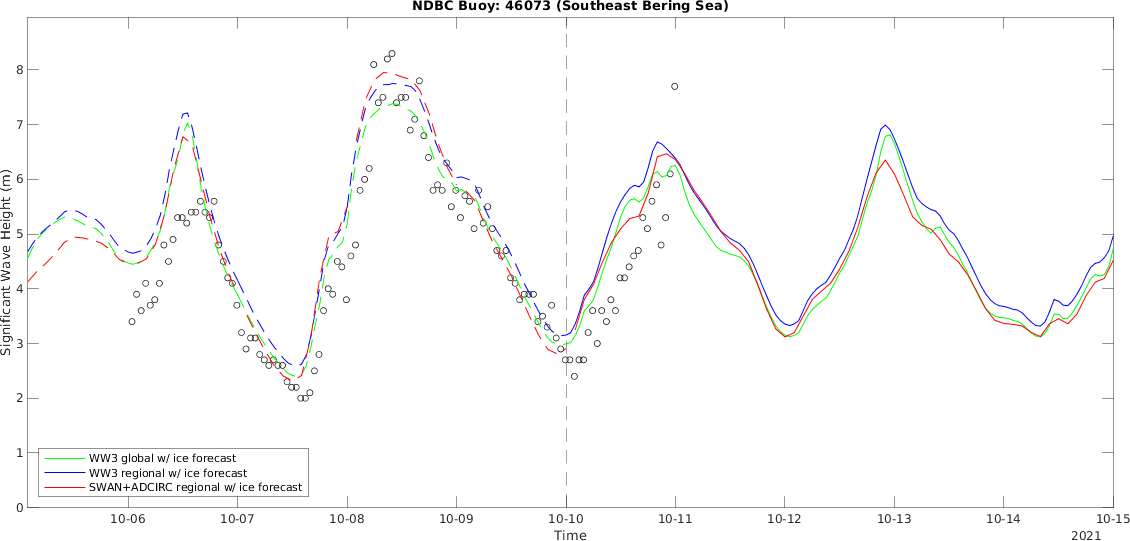 NDBC Buoy: 46073 (Southeast Bering Sea)
Significant Wave Height (m)
8
7
6
5
4
3
2
1
0
WW3 global w/ ice forecast
WW3 regional w/ ice forecast
SWAN+ADCIRC regional w/ ice forecast
10-06 10-07 10-08 10-09 10-10 10-11 10-12 10-13 10-14 10-15
Time
2021